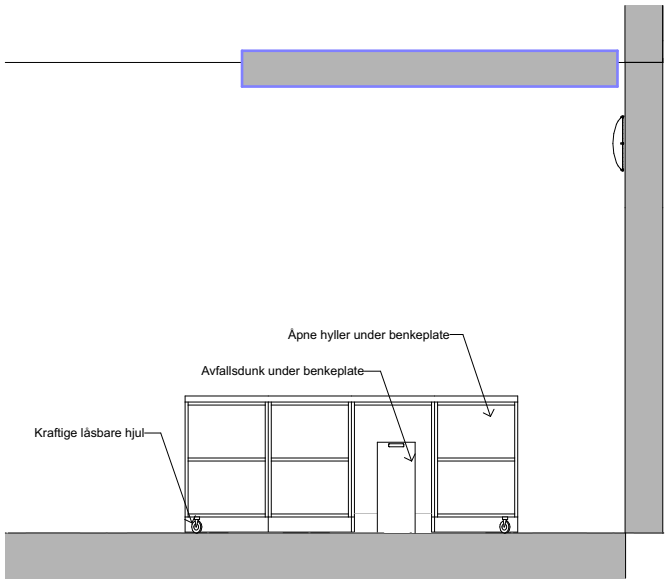 Åpne hyller under benkeplate
Avfallsdunk under benkeplate
Kraftige låsbare hjul